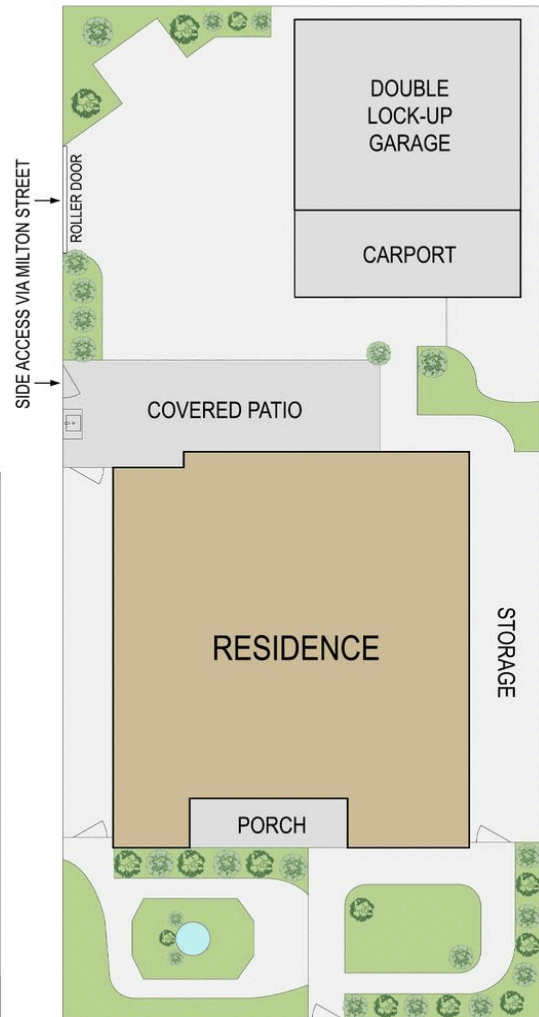 DOUBLE
LOCK-UP
GARAGE
SIDE ACCESS VIA MILTON STREET
ROLLER DOOR
CARPORT
COVERED PATIO
RESIDENCE
STORAGE
PORCH